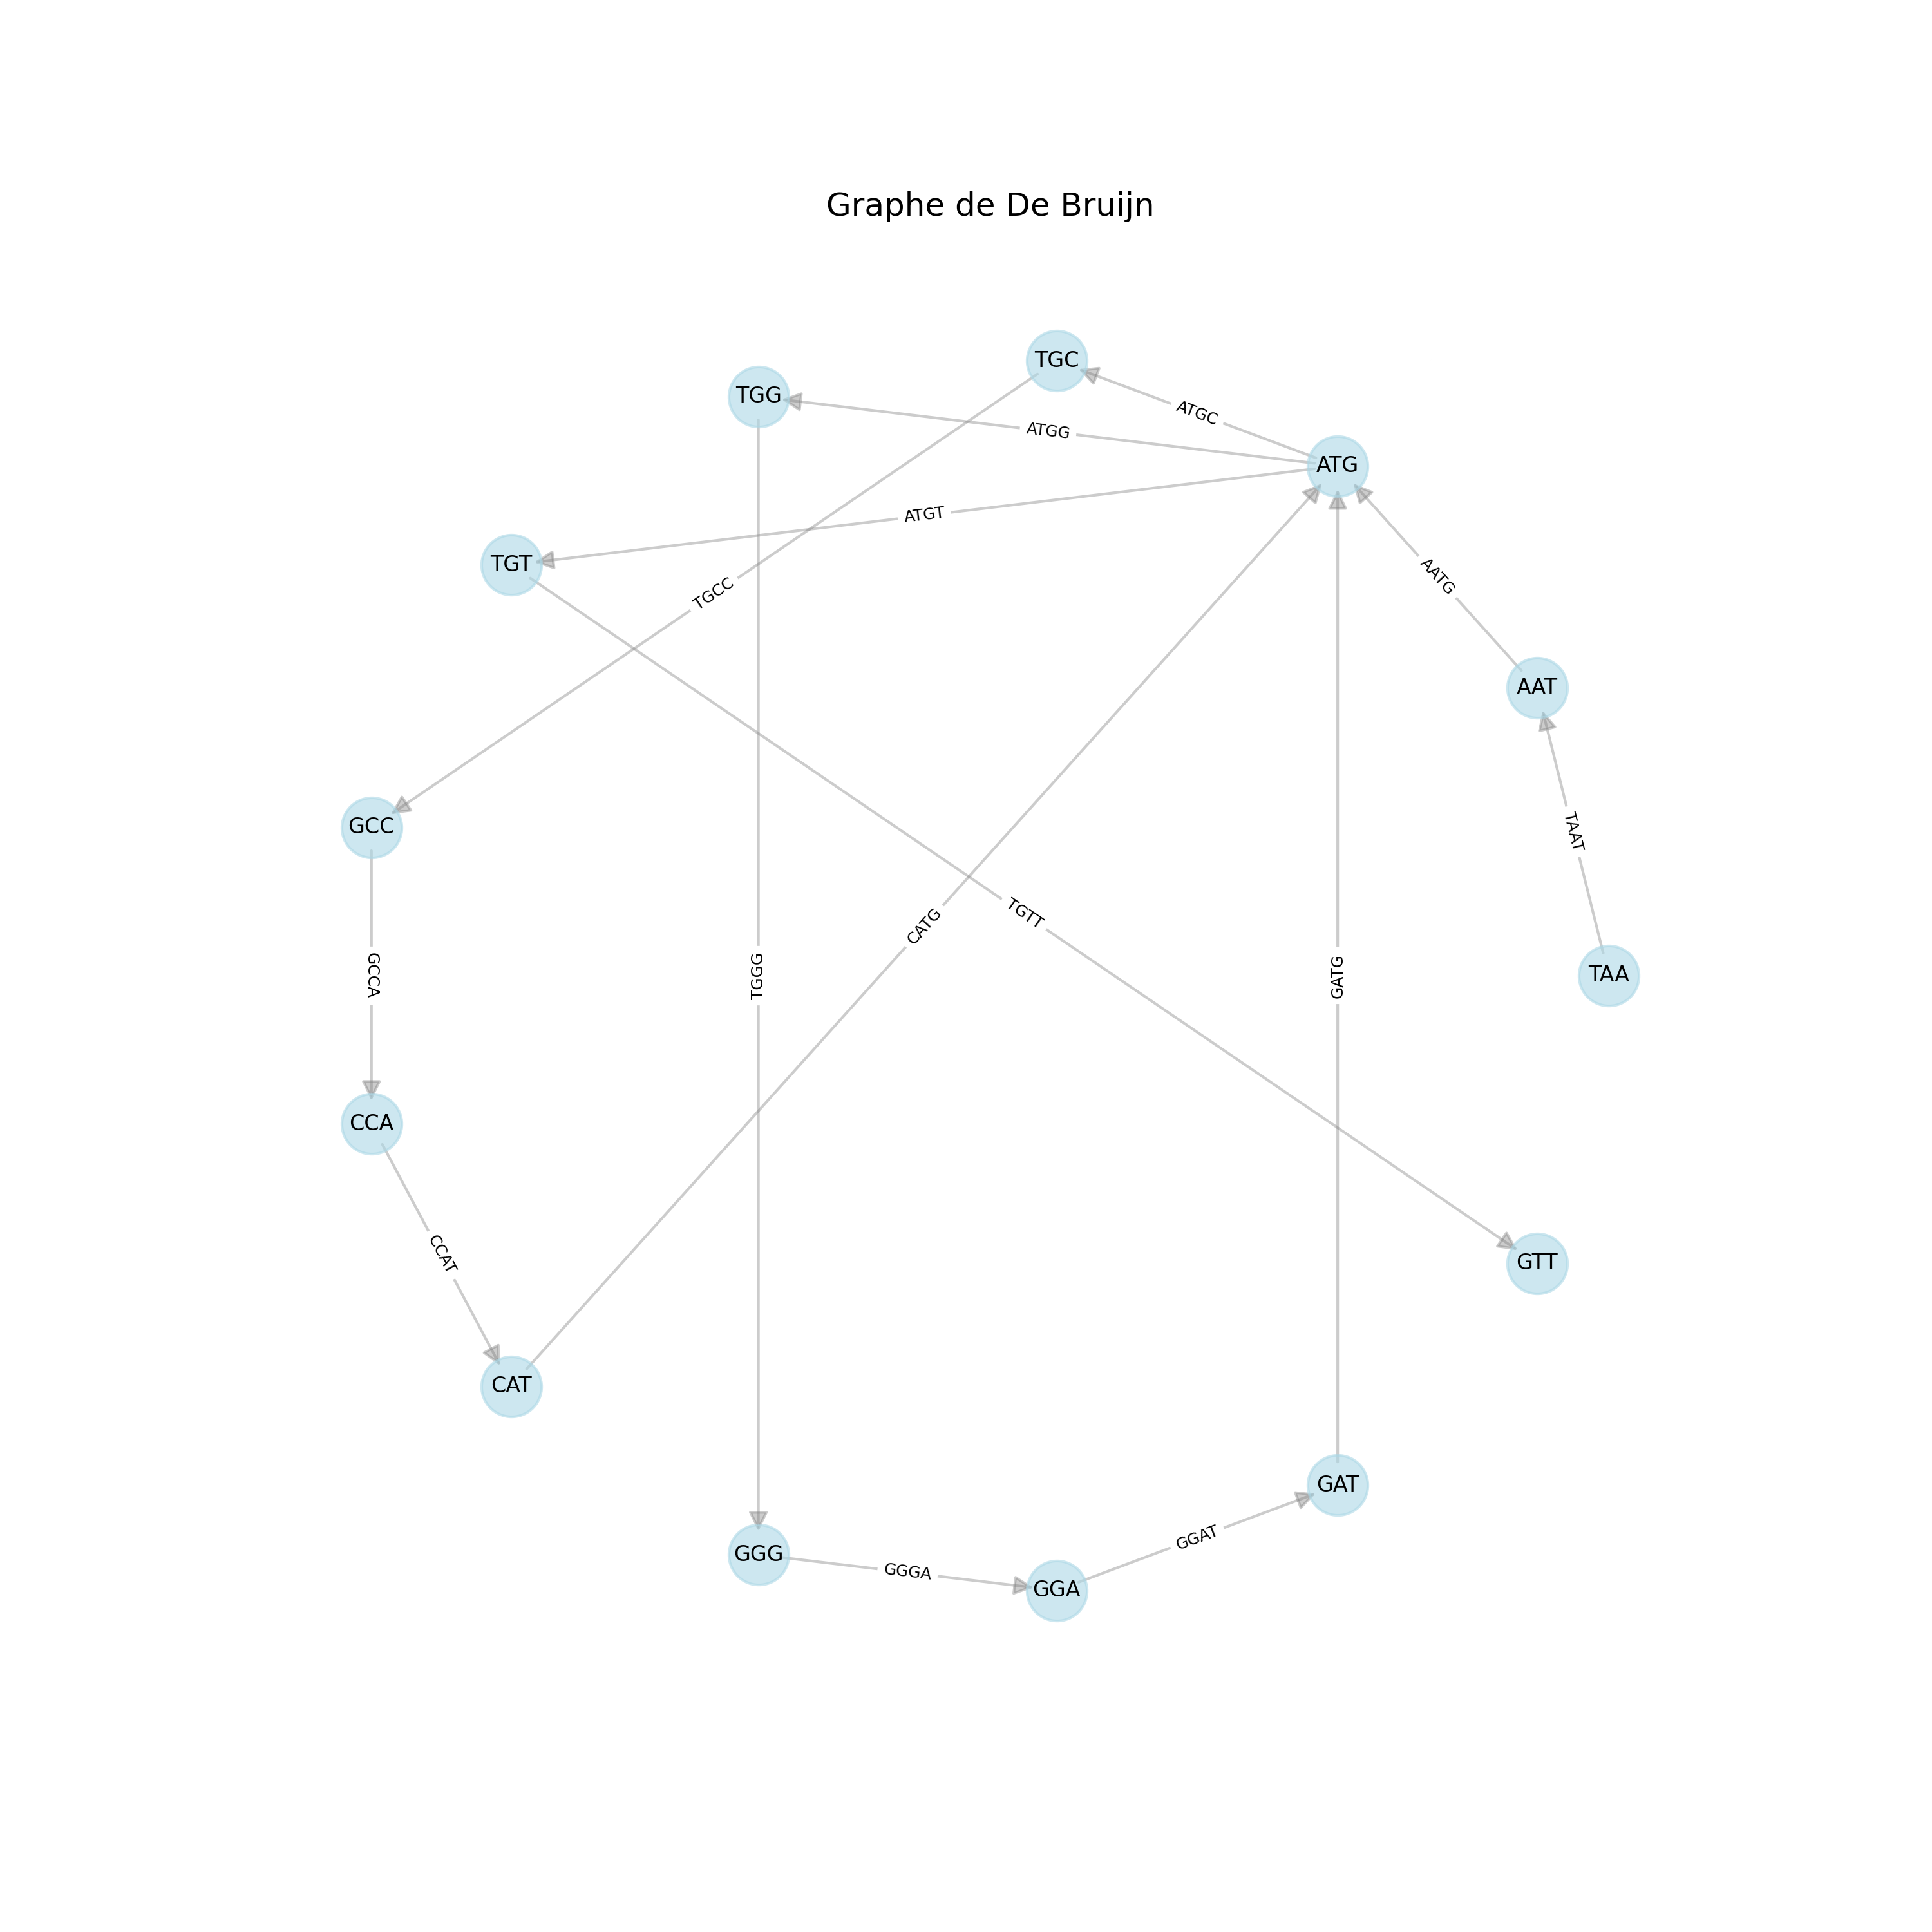 Graphe de De Bruijn
TGC
TGG
ATGC
ATGG
ATG
ATGT
TGT
AATG
TGCC
AAT
GCC
TAAT
TGTT
CATG
GCCA
TGGG
GATG
TAA
CCA
CCAT
GTT
CAT
GAT
GGAT
GGG
GGGA
GGA